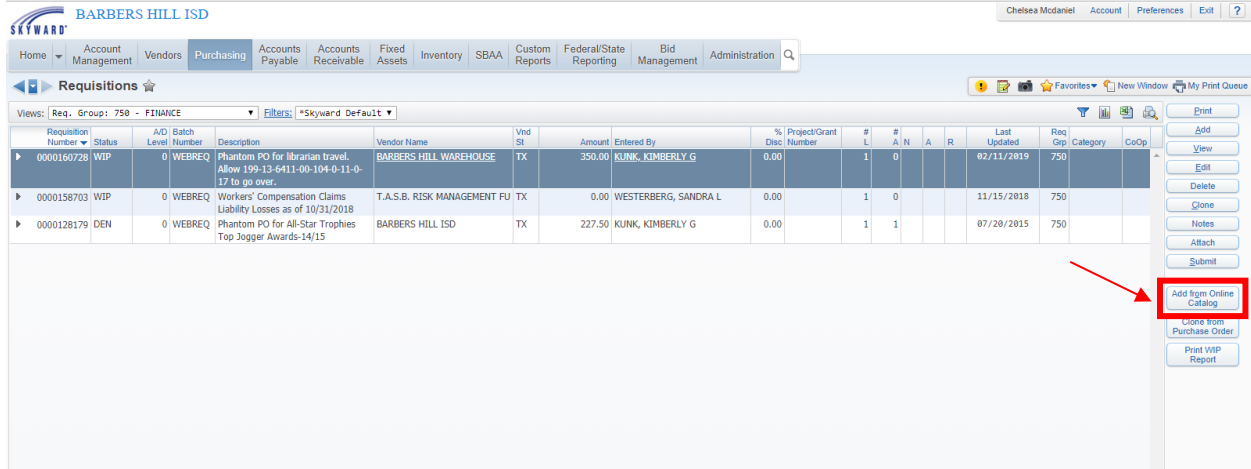 BARBERS HILL ISD
Chelsea Mcdaniel Account Preferences Exit ?
SKYWARD®
Home Account Management Vendors Purchasing Accounts Payable Accounts Receivable Fixed Assets Inventory SBAA Custom Reports Federal/State Reporting Bid Management Administration
Requisitions
Favorites New Window My Print Queue
Views: Req. Group: 750 - FINANCE Filters: *Skyward Default
Requisition Number Status A/D Level Batch Number Description Vendor Name Vnd St Amount Entered By % Disc Project/Grant Number # L # A N A R Last Updated Req Grp Category CoOp
0000160728 WIP 0 WEBREQ Phantom PO for librarian travel. BARBERS HILL WAREHOUSE TX 350.00 KUNK, KIMBERLY G 0.00 1 0 02/11/2019 750
Allow 199-13-6411-00-104-0-11-0-
17 to go over.
0000158703 WIP 0 WEBREQ Workers' Compensation Claims T.A.S.B. RISK MANAGEMENT FU TX 0.00 WESTERBERG, SANDRA L 0.00 1 0 11/15/2018 750
Liability Losses as of 10/31/2018
0000128179 DEN 0 WEBREQ Phantom PO for All-Star Trophies BARBERS HILL ISD TX 227.50 KUNK, KIMBERLY G 0.00 1 1 07/20/2015 750
Top Jogger Awards-14/15
Print
Add
View
Edit
Delete
Clone
Notes
Attach
Submit
Add from Online
Catalog
Clone from
Purchase Order
Print WIP
Report